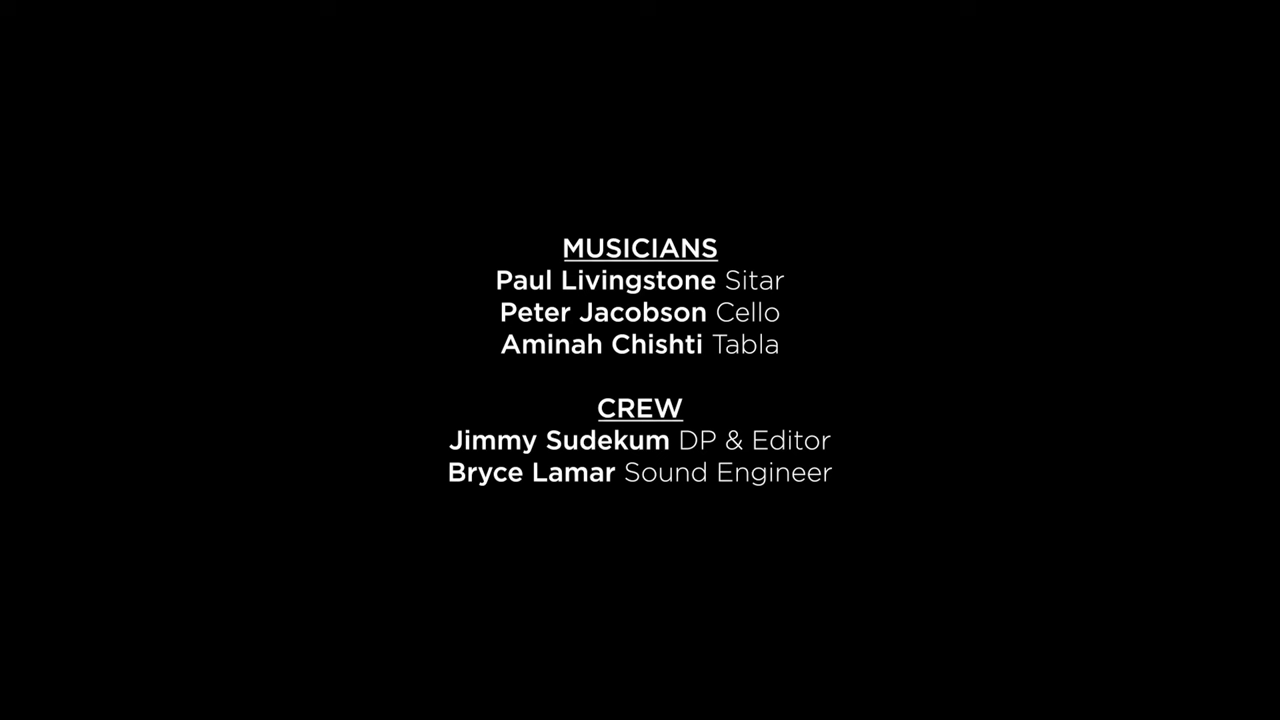 MUSICIANS
Paul Livingstone Sitar
Peter Jacobson Cello
Aminah Chishti Tabla
CREW
Jimmy Sudekum DP & Editor
Bryce Lamar Sound Engineer